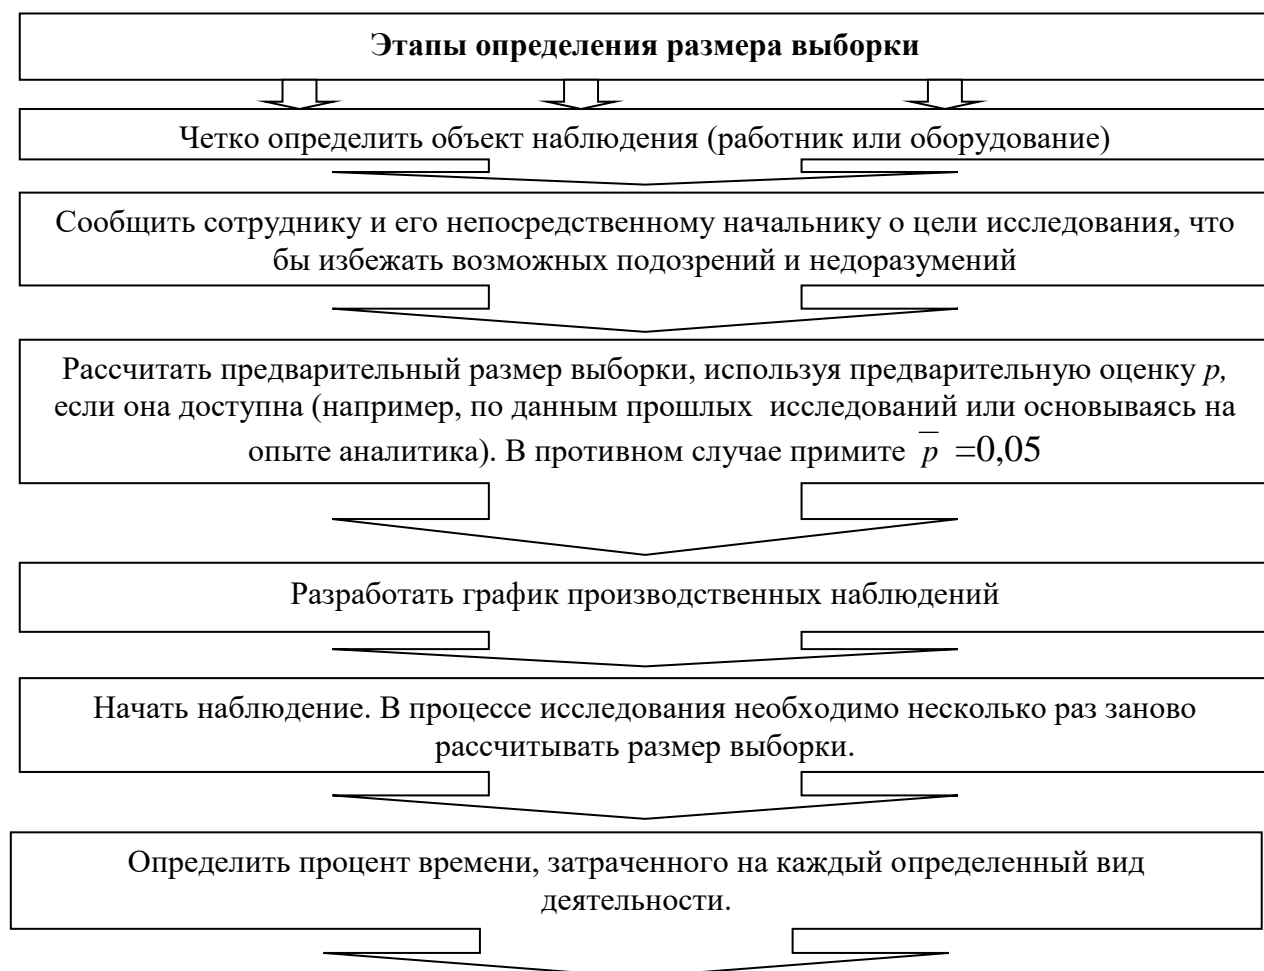 Этапы определения размера выборки
Четко определить объект наблюдения (работник или оборудование)
Сообщить сотруднику и его непосредственному начальнику о цели исследования, что
бы избежать возможных подозрений и недоразумений
Рассчитать предварительный размер выборки, используя предварительную оценку p,
если она доступна (например, по данным прошлых исследований или основываясь на
опыте аналитика). В противном случае примите p̅ =0,05
Разработать график производственных наблюдений
Начать наблюдение. В процессе исследования необходимо несколько раз заново
рассчитывать размер выборки.
Определить процент времени, затраченного на каждый определенный вид
деятельности.